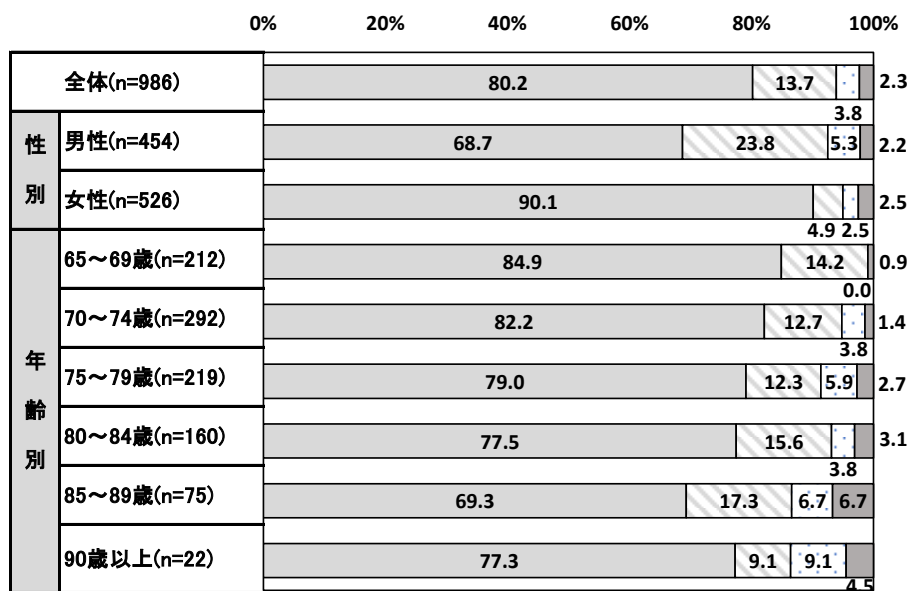 0% 20% 40% 60% 80% 100%
全体(n=986) 80.2 13.7 3.8 2.3
性別
男性(n=454) 68.7 23.8 5.3 2.2
女性(n=526) 90.1 4.9 2.5 2.5
年齢別
65～69歳(n=212) 84.9 14.2 0.0 0.9
70～74歳(n=292) 82.2 12.7 3.8 1.4
75～79歳(n=219) 79.0 12.3 5.9 2.7
80～84歳(n=160) 77.5 15.6 3.8 3.1
85～89歳(n=75) 69.3 17.3 6.7 6.7
90歳以上(n=22) 77.3 9.1 9.1 4.5